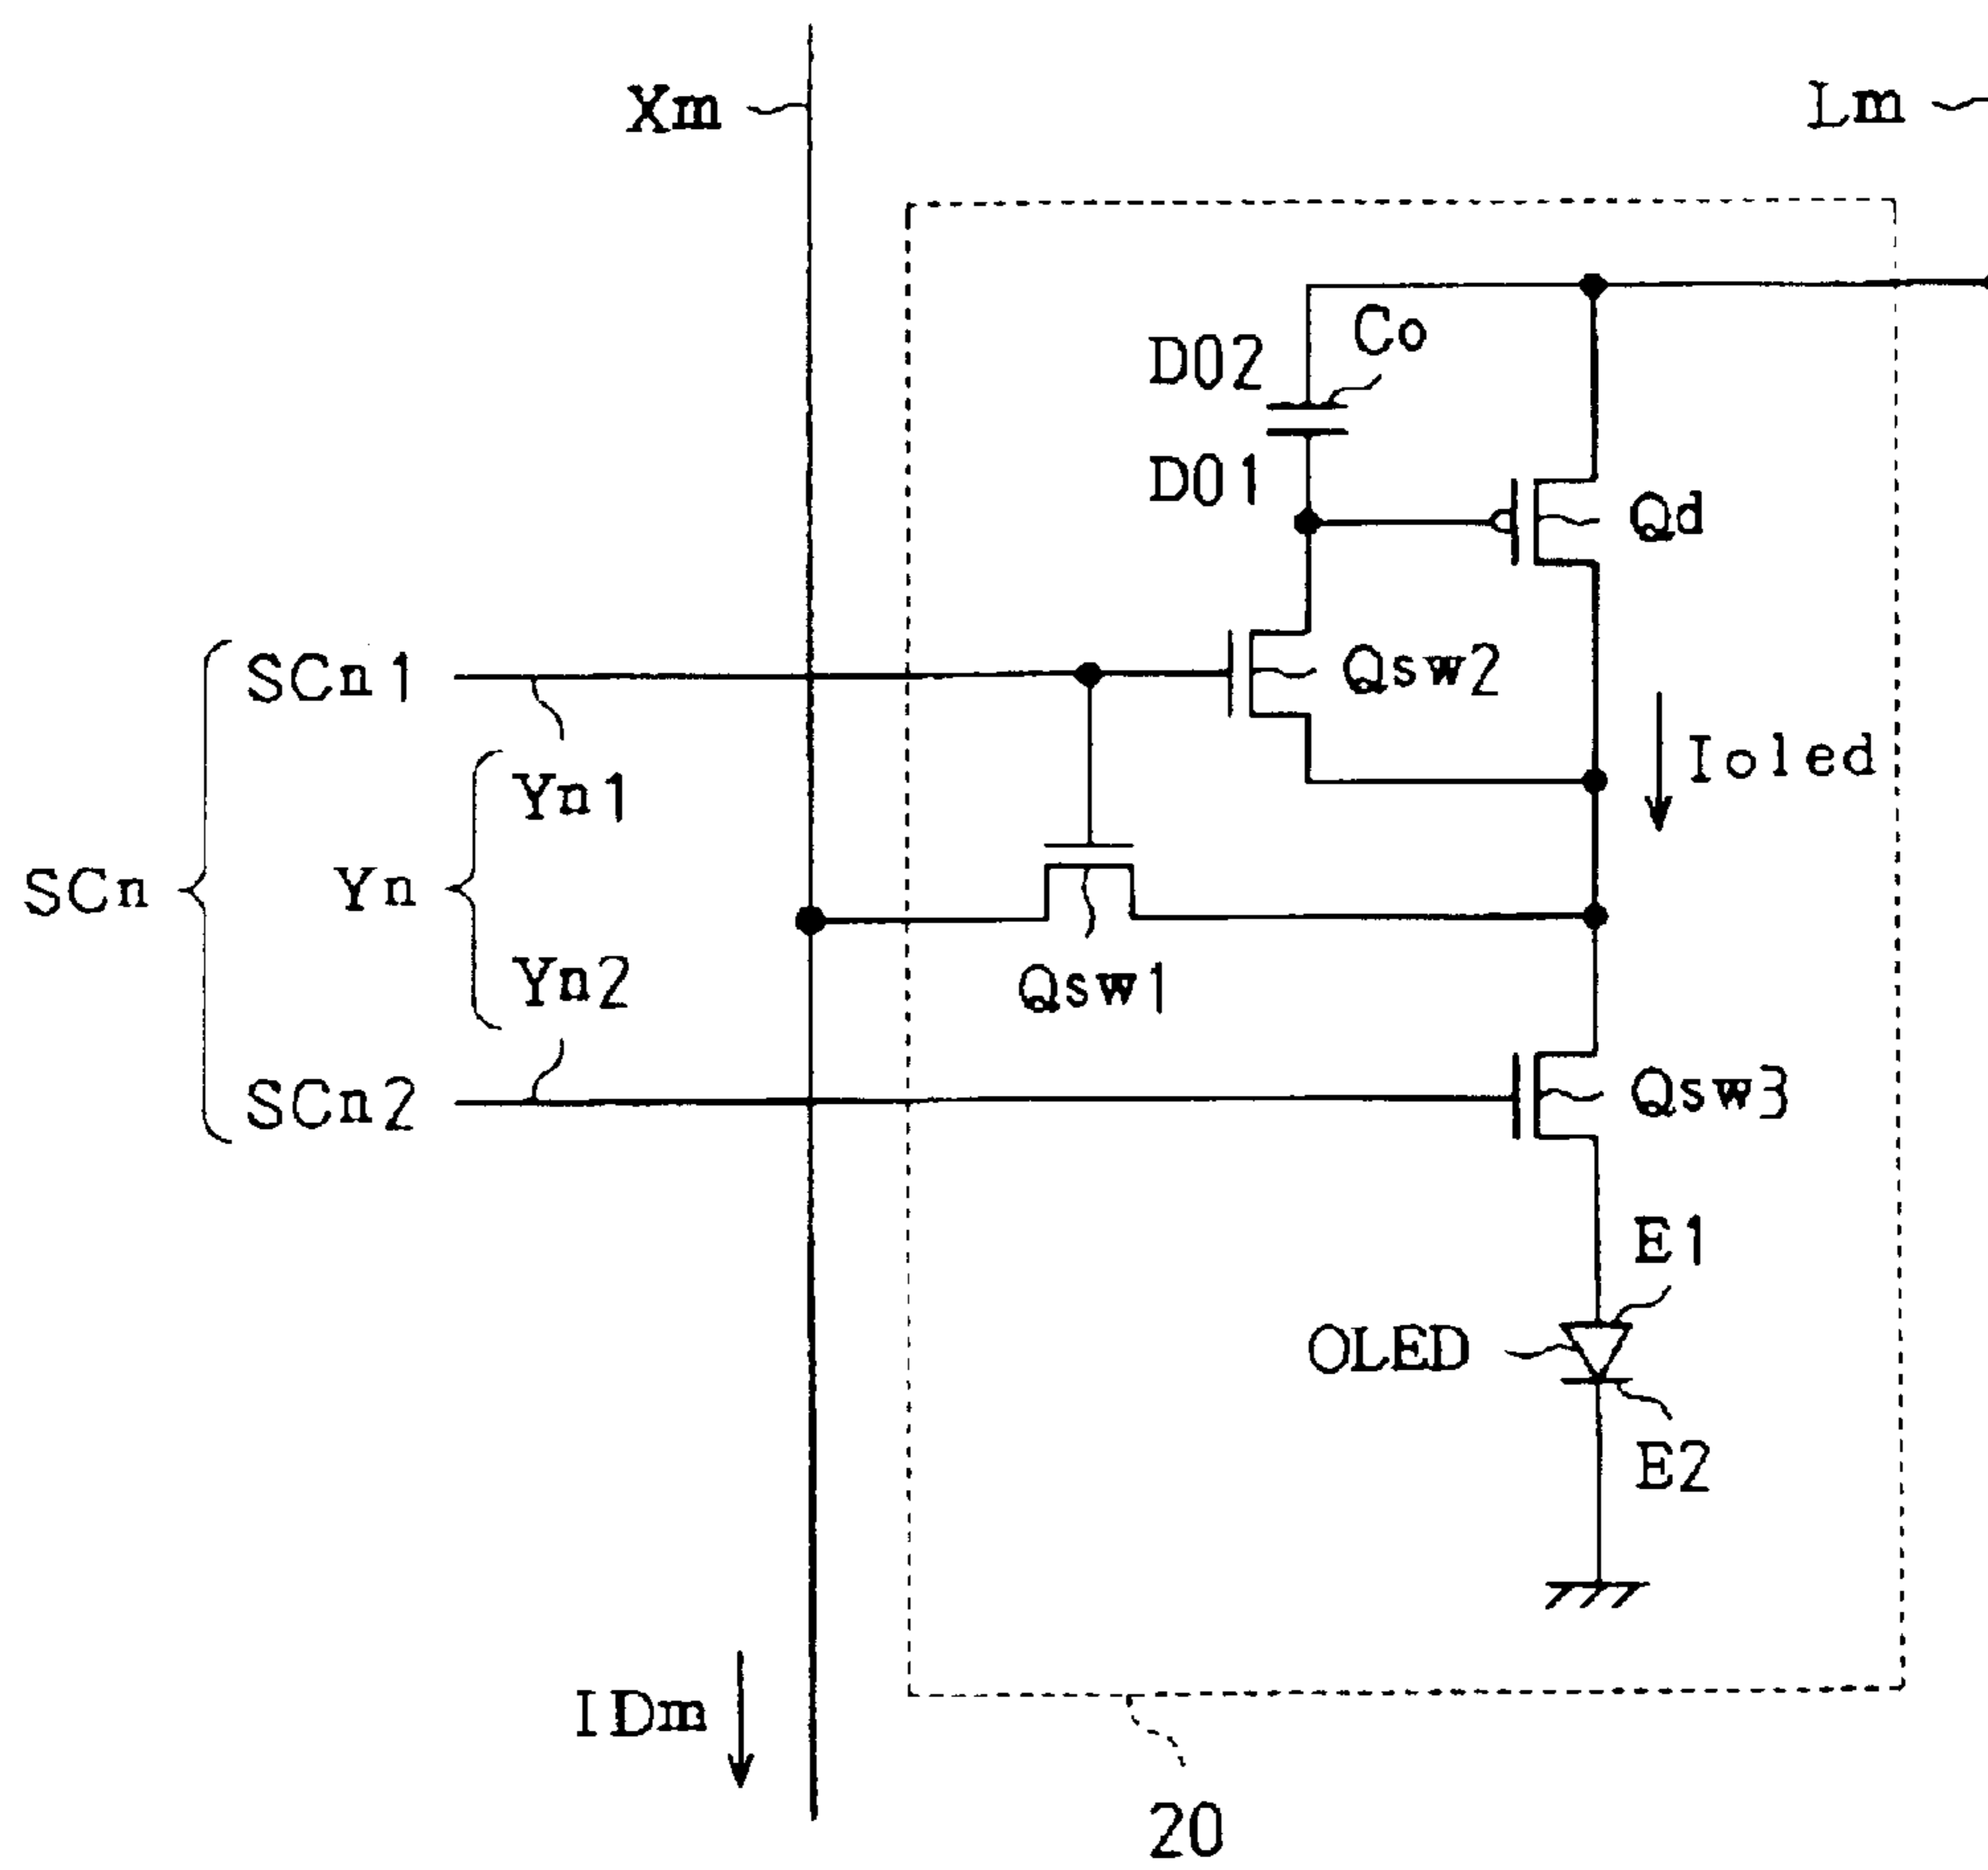 Xm
Lm
D02
Co
D01
Qd
SCn1
Qsw2
Ioled
Yn1
SCn
Yn
Yn2
Qsw1
SCn2
Qsw3
E1
OLED
E2
IDm
20